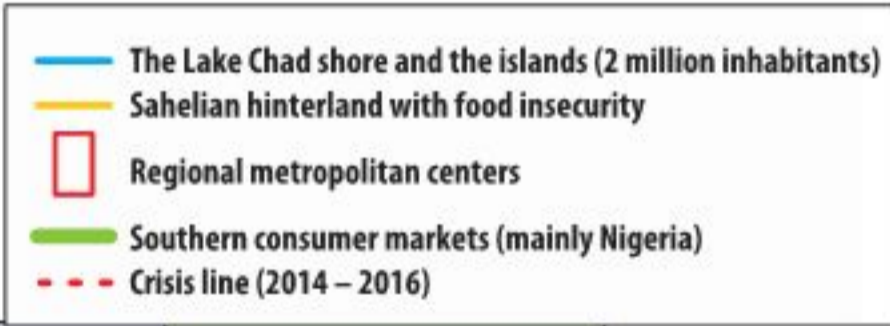 The Lake Chad shore and the islands (2 million inhabitants)
Sahelian hinterland with food insecurity
Regional metropolitan centers
Southern consumer markets (mainly Nigeria)
Crisis line (2014 – 2016)